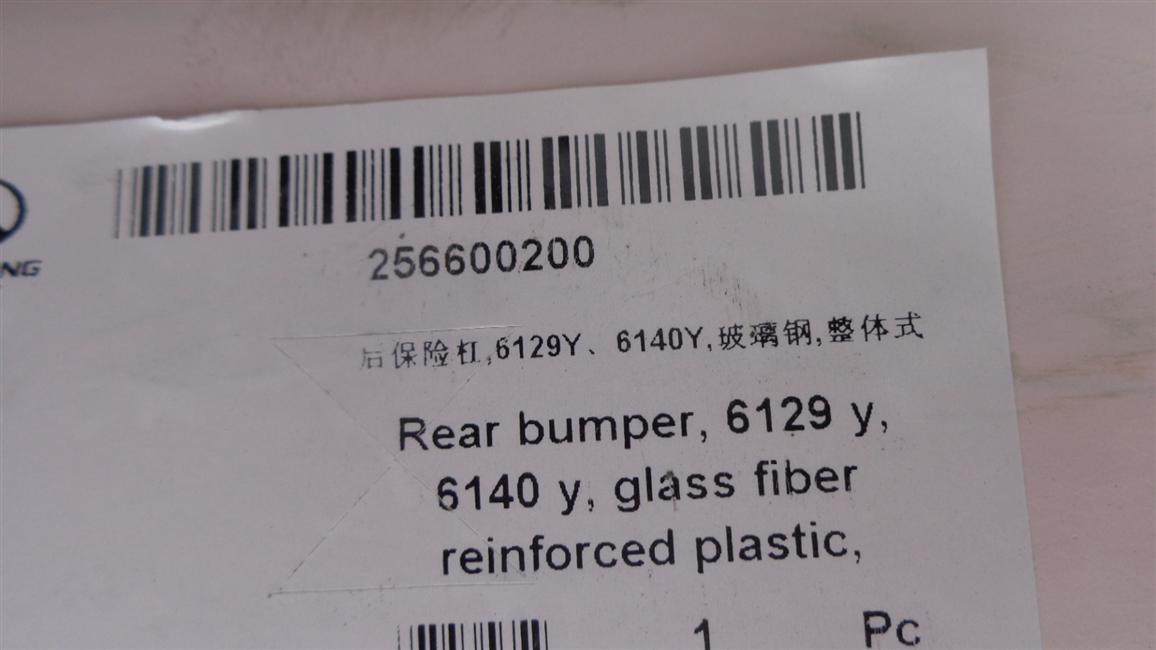 NG
256600200
后保险杠,6129Y、6140Y,玻璃钢,整体式
Rear bumper, 6129 y,
6140 y, glass fiber
reinforced plastic,
1 Pc